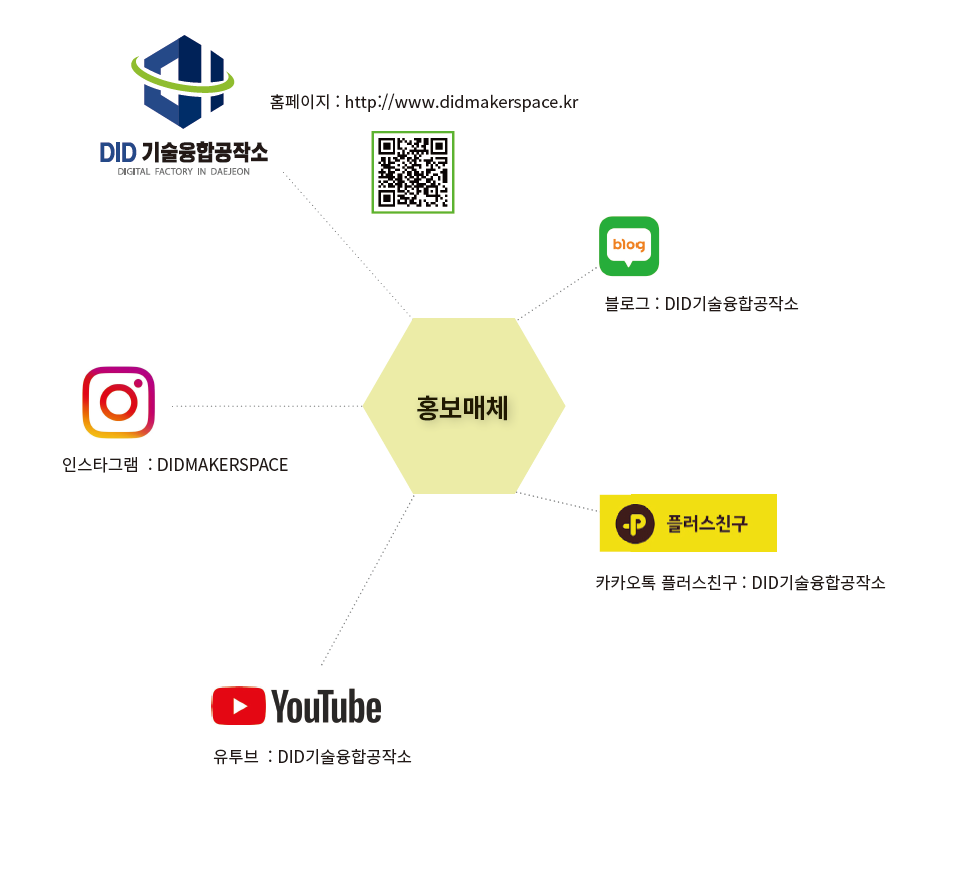 홈페이지 : http://www.didmakerspace.kr
DID 기술융합공작소
DIGITAL FACTORY IN DAEJEON
blog
블로그 : DID기술융합공작소
홍보매체
인스타그램 : DIDMAKERSPACE
P 플러스친구
카카오톡 플러스친구 : DID기술융합공작소
YouTube
유투브 : DID기술융합공작소